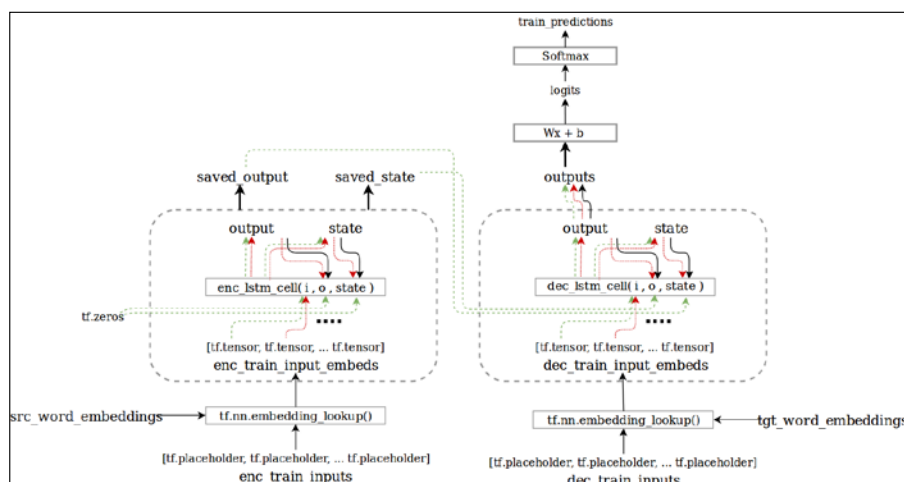 train_predictions
Softmax
logits
Wx + b
saved_output
saved_state
outputs
output
state
enc_lstm_cell( i , o , state )
tf.zeros
[tf.tensor, tf.tensor, ... tf.tensor]
enc_train_input_embeds
src_word_embeddings
tf.nn.embedding_lookup()
[tf.placeholder, tf.placeholder, ... tf.placeholder]
enc_train_inputs
output
state
dec_lstm_cell( i , o , state )
[tf.tensor, tf.tensor, ... tf.tensor]
dec_train_input_embeds
tf.nn.embedding_lookup()
tgt_word_embeddings
[tf.placeholder, tf.placeholder, ... tf.placeholder]
dec_train_inputs